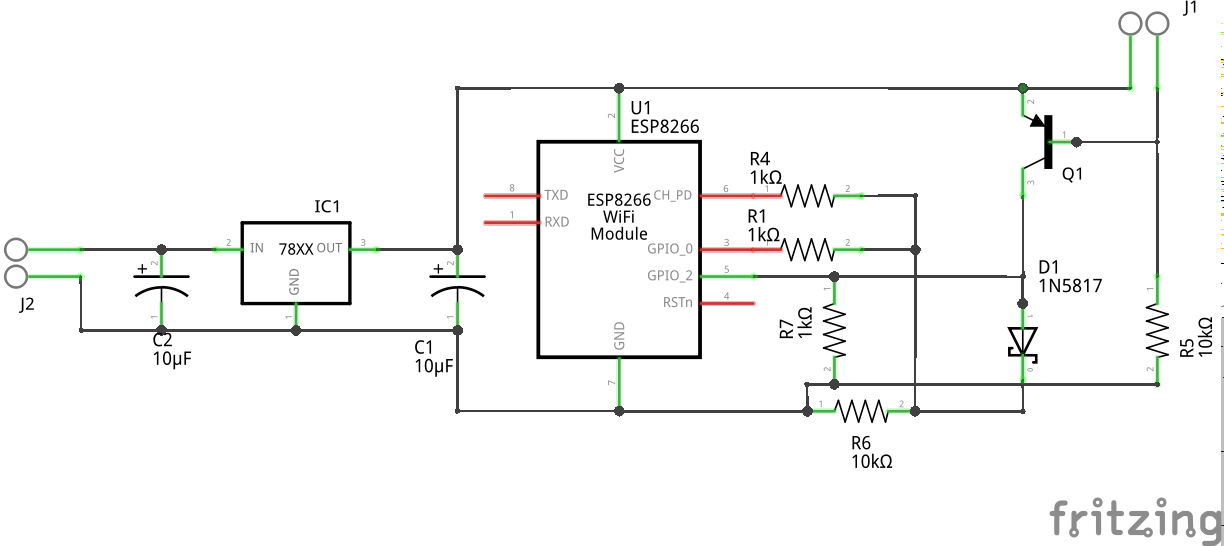 J1
2
U1
ESP8266
2
VCC
1
Q1
3
R4
1kΩ
8
TXD
ESP8266
WiFi
Module
CH_PD
6
1
2
1
RXD
R1
1kΩ
IC1
2
IN
78XX
OUT
3
GPIO_0
3
1
2
J2
+
2
GND
+
2
GPIO_2
5
D1
1N5817
RSTn
4
1
1
1
1
C2
10µF
1
C1
10µF
GND
7
R7
1kΩ
2
1
0
R5
10kΩ
2
1
2
R6
10kΩ
fritzing